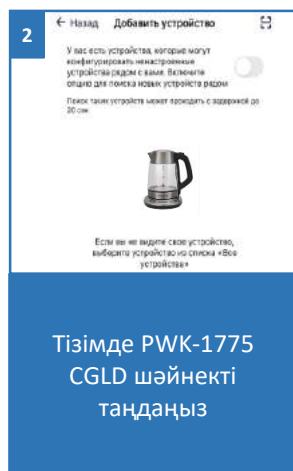 2
← Назад Добавить устройство
У вас есть устройства, которые могут
конфигурировать ненастроенные
устройства рядом с вами. Включите
опцию для поиска новых устройств рядом
Поиск таких устройств может проходить с задержкой до
30 сек
Если вы не видите свое устройство,
выберите устройство из списка «Все
устройства»
Тізімде PWK-1775
CGLD шәйнекті
таңдаңыз